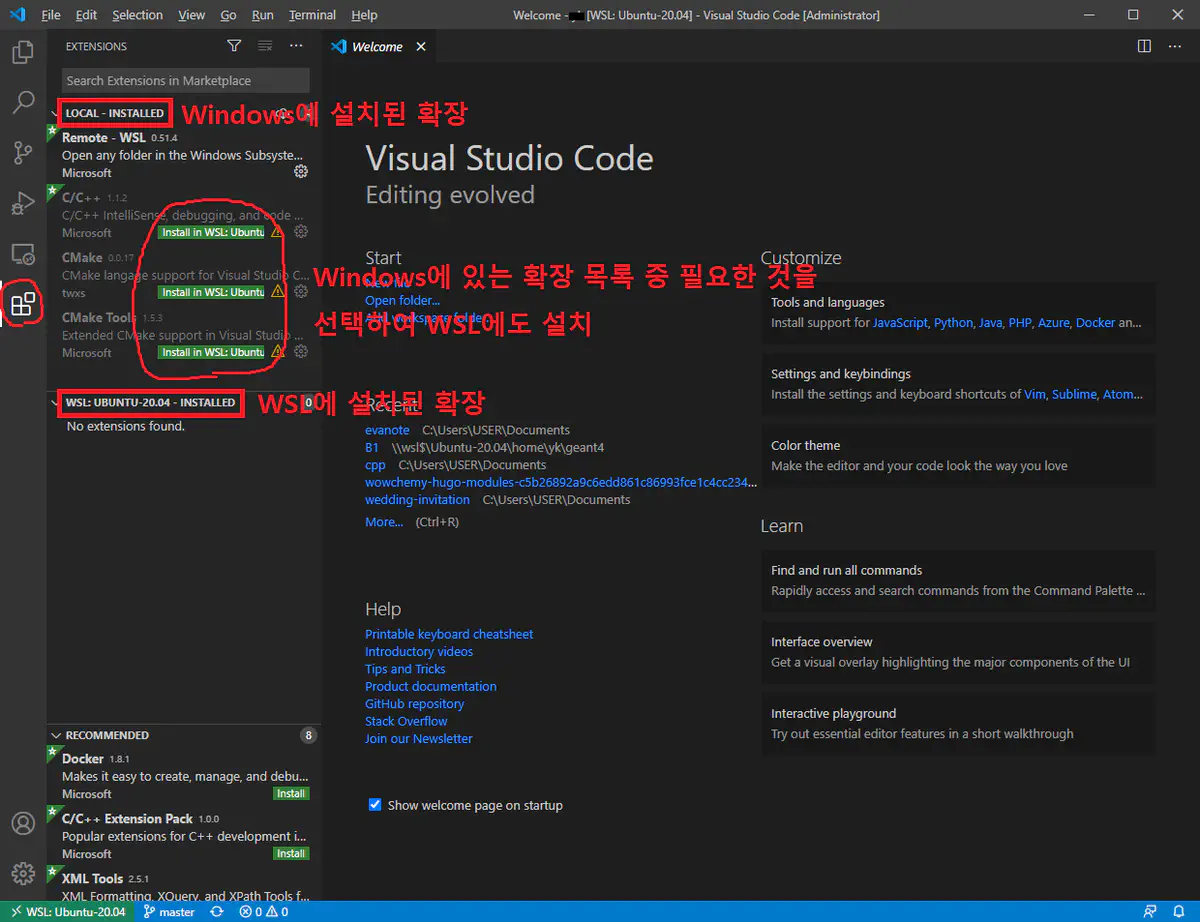 File Edit Selection View Go Run Terminal Help
Welcome - [WSL: Ubuntu-20.04] - Visual Studio Code [Administrator]
EXTENSIONS
Welcome
Search Extensions in Marketplace
LOCAL - INSTALLED
Windows에 설치된 확장
Remote - WSL 0.51.4
Open any folder in the Windows Subsyste...
Microsoft
C/C++ 1.1.2
C/C++ IntelliSense, debugging, and code ...
Microsoft
Install in WSL: Ubuntu
CMake 0.0.17
CMake langage support for Visual Studio C...
twxs
Install in WSL: Ubuntu
CMake Tools 1.5.3
Extended CMake support in Visual Studio ...
Microsoft
Install in WSL: Ubuntu
Windows에 있는 확장 목록 중 필요한 것을
선택하여 WSL에도 설치
WSL: UBUNTU-20.04 - INSTALLED
0
WSL에 설치된 확장
No extensions found.
RECOMMENDED
8
Docker 1.8.1
Makes it easy to create, manage, and debu...
Microsoft
Install
C/C++ Extension Pack 1.0.0
Popular extensions for C++ development i...
Microsoft
Install
XML Tools 2.5.1
XML Formatting, XQuery, and XPath Tools f...
Visual Studio Code
Editing evolved
Start
New file
Open folder...
Add workspace folder...
Recent
evanote C:\Users\USER\Documents
B1 \\wsl$\Ubuntu-20.04\home\yk\geant4
cpp C:\Users\USER\Documents
wowchemy-hugo-modules-c5b26892a9c6edd861c86993fce1c4cc234...
wedding-invitation C:\Users\USER\Documents
More... (Ctrl+R)
Help
Printable keyboard cheatsheet
Introductory videos
Tips and Tricks
Product documentation
GitHub repository
Stack Overflow
Join our Newsletter
Show welcome page on startup
Customize
Tools and languages
Install support for JavaScript, Python, Java, PHP, Azure, Docker an...
Settings and keybindings
Install the settings and keyboard shortcuts of Vim, Sublime, Atom...
Color theme
Make the editor and your code look the way you love
Learn
Find and run all commands
Rapidly access and search commands from the Command Palette ...
Interface overview
Get a visual overlay highlighting the major components of the UI
Interactive playground
Try out essential editor features in a short walkthrough
WSL: Ubuntu-20.04 master 0 0